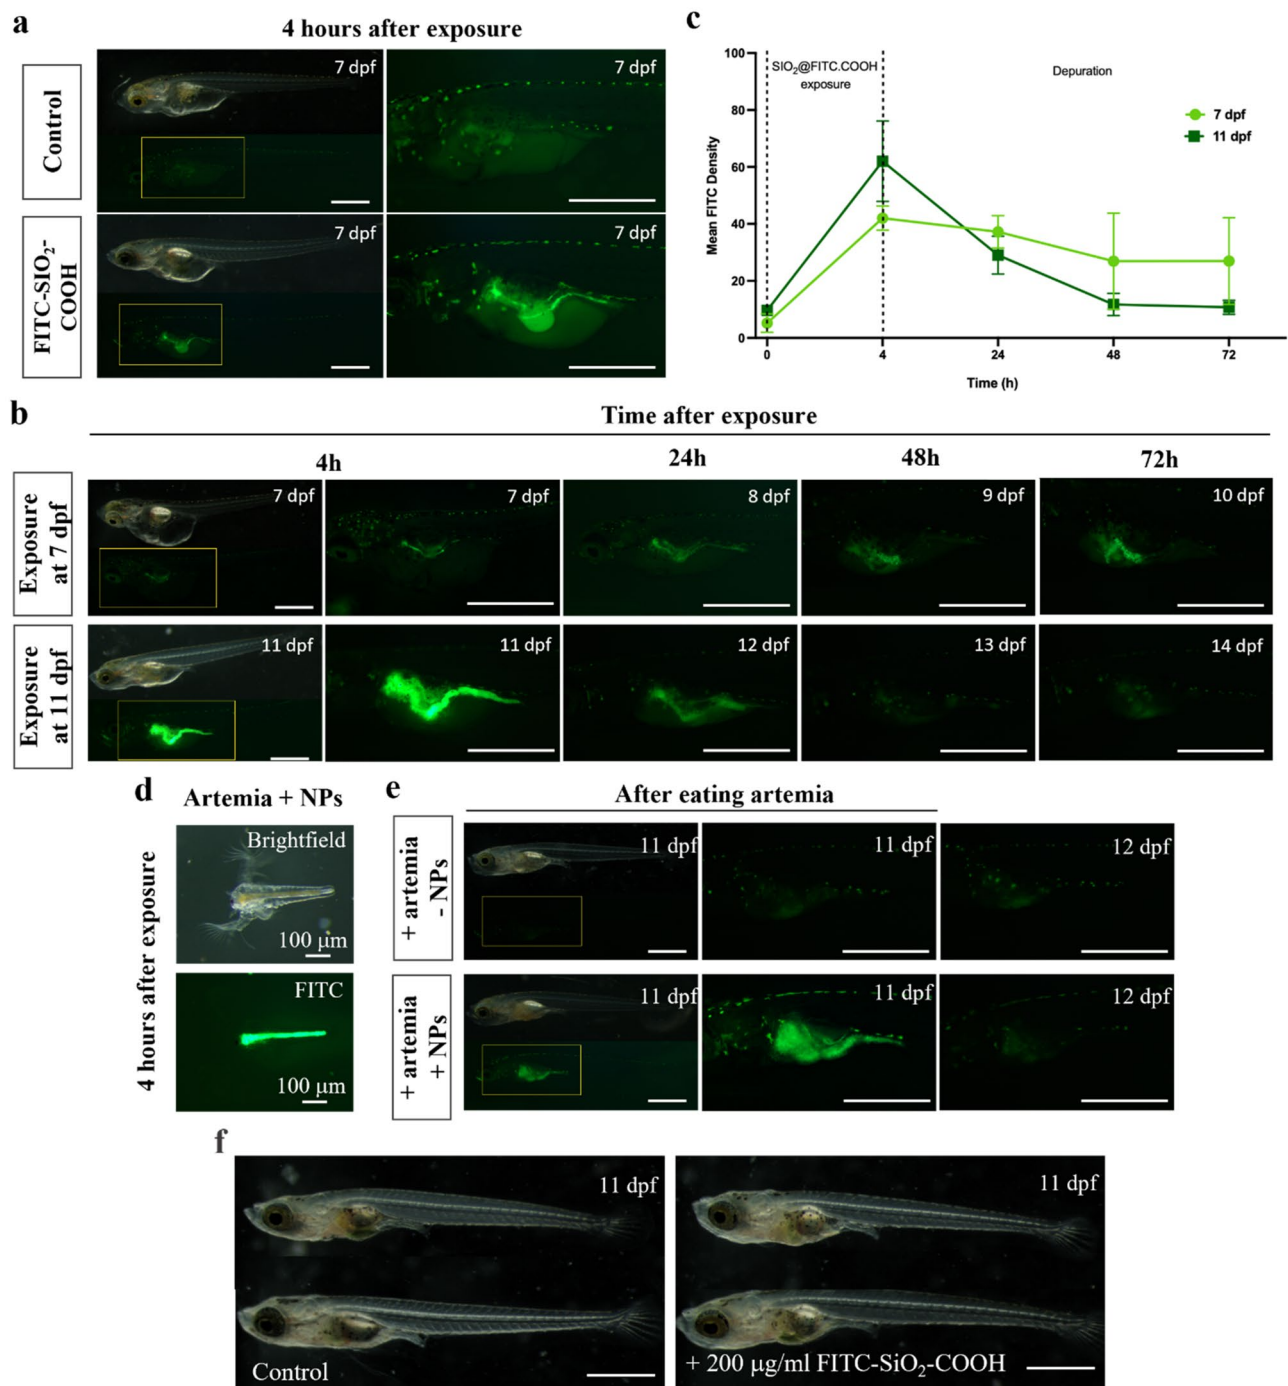 a
4 hours after exposure
Control
7 dpf
7 dpf
FITC-SIO₂-
COOH
7 dpf
7 dpf
c
100
80
60
40
20
0
Mean FITC Density
SIO₂@FITC.COOH
exposure
Depuration
7 dpf
11 dpf
0
4
24
48
72
Time (h)
b
Time after exposure
4h
24h
48h
72h
Exposure
at 7 dpf
7 dpf
7 dpf
8 dpf
9 dpf
10 dpf
Exposure
at 11 dpf
11 dpf
11 dpf
12 dpf
13 dpf
14 dpf
d
Artemia + NPs
4 hours after exposure
Brightfield
100 µm
FITC
100 µm
e
After eating artemia
+ artemia
- NPs
11 dpf
11 dpf
12 dpf
+ artemia
+ NPs
11 dpf
11 dpf
12 dpf
f
11 dpf
Control
11 dpf
+ 200 µg/ml FITC-SiO₂-COOH